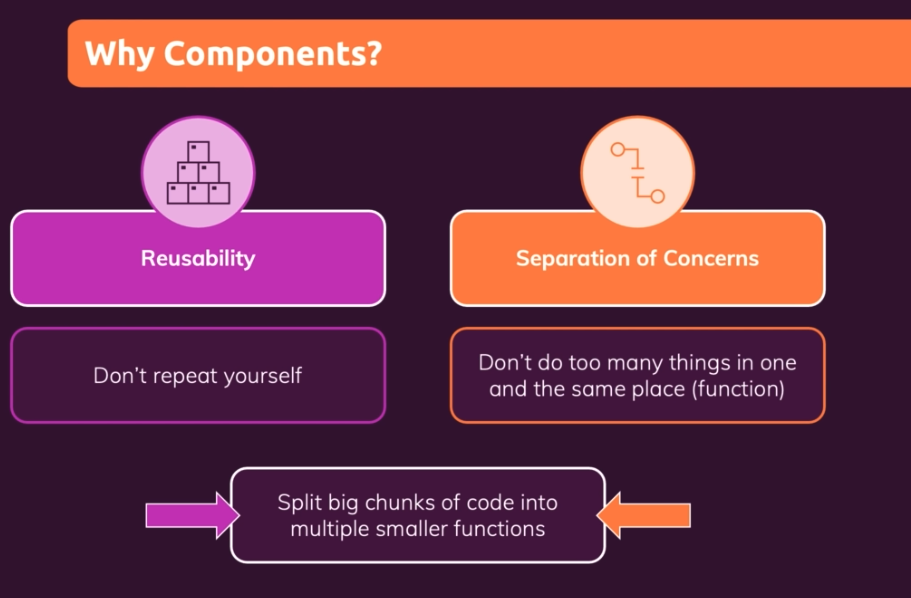 Why Components?
Reusability
Separation of Concerns
Don't repeat yourself
Don't do too many things in one
and the same place (function)
Split big chunks of code into
multiple smaller functions